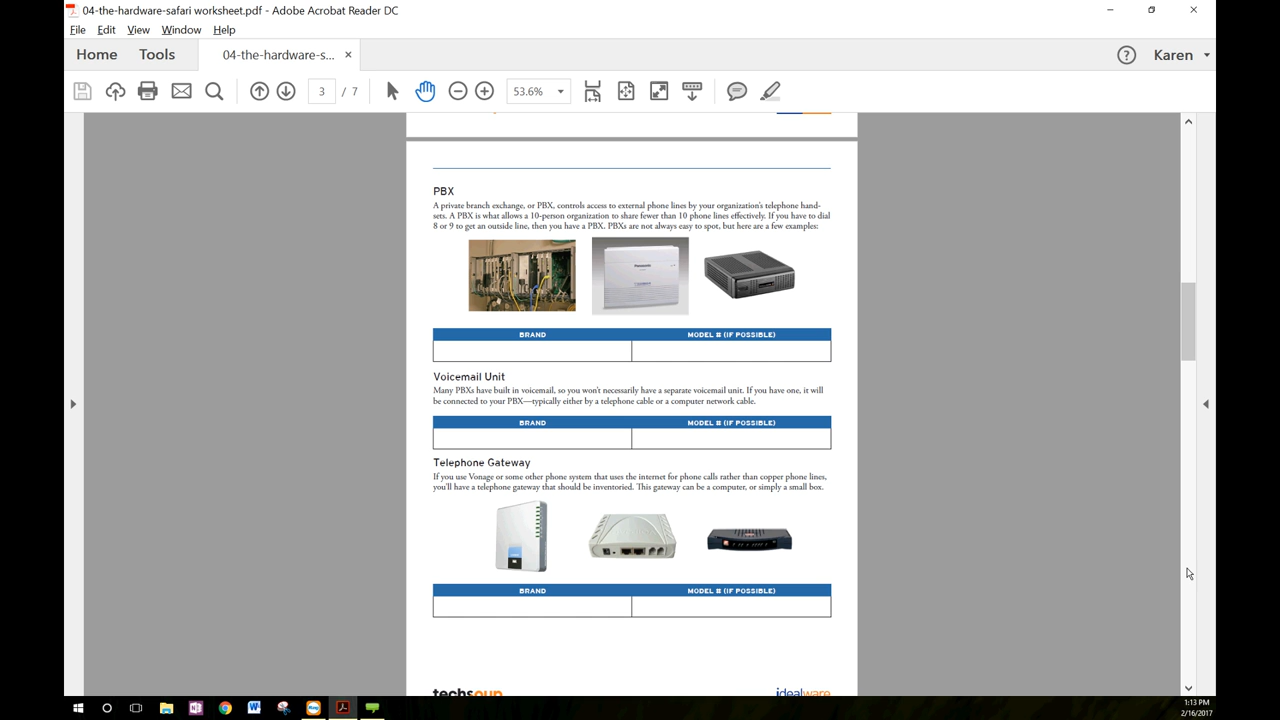 04-the-hardware-safari worksheet.pdf - Adobe Acrobat Reader DC
File Edit View Window Help
Home Tools 04-the-hardware-s... × Karen
3 / 7 53.6%
PBX
A private branch exchange, or PBX, controls access to external phone lines by your organization's telephone hand-
sets. A PBX is what allows a 10-person organization to share fewer than 10 phone lines effectively. If you have to dial
8 or 9 to get an outside line, then you have a PBX. PBXs are not always easy to spot, but here are a few examples:
Panasonic
BRAND MODEL # (IF POSSIBLE)
Voicemail Unit
Many PBXs have built in voicemail, so you won't necessarily have a separate voicemail unit. If you have one, it will
be connected to your PBX—typically either by a telephone cable or a computer network cable.
BRAND MODEL # (IF POSSIBLE)
Telephone Gateway
If you use Vonage or some other phone system that uses the internet for phone calls rather than copper phone lines,
you'll have a telephone gateway that should be inventoried. This gateway can be a computer, or simply a small box.
BRAND MODEL # (IF POSSIBLE)
techsoup idealware
1:13 PM
2/16/2017